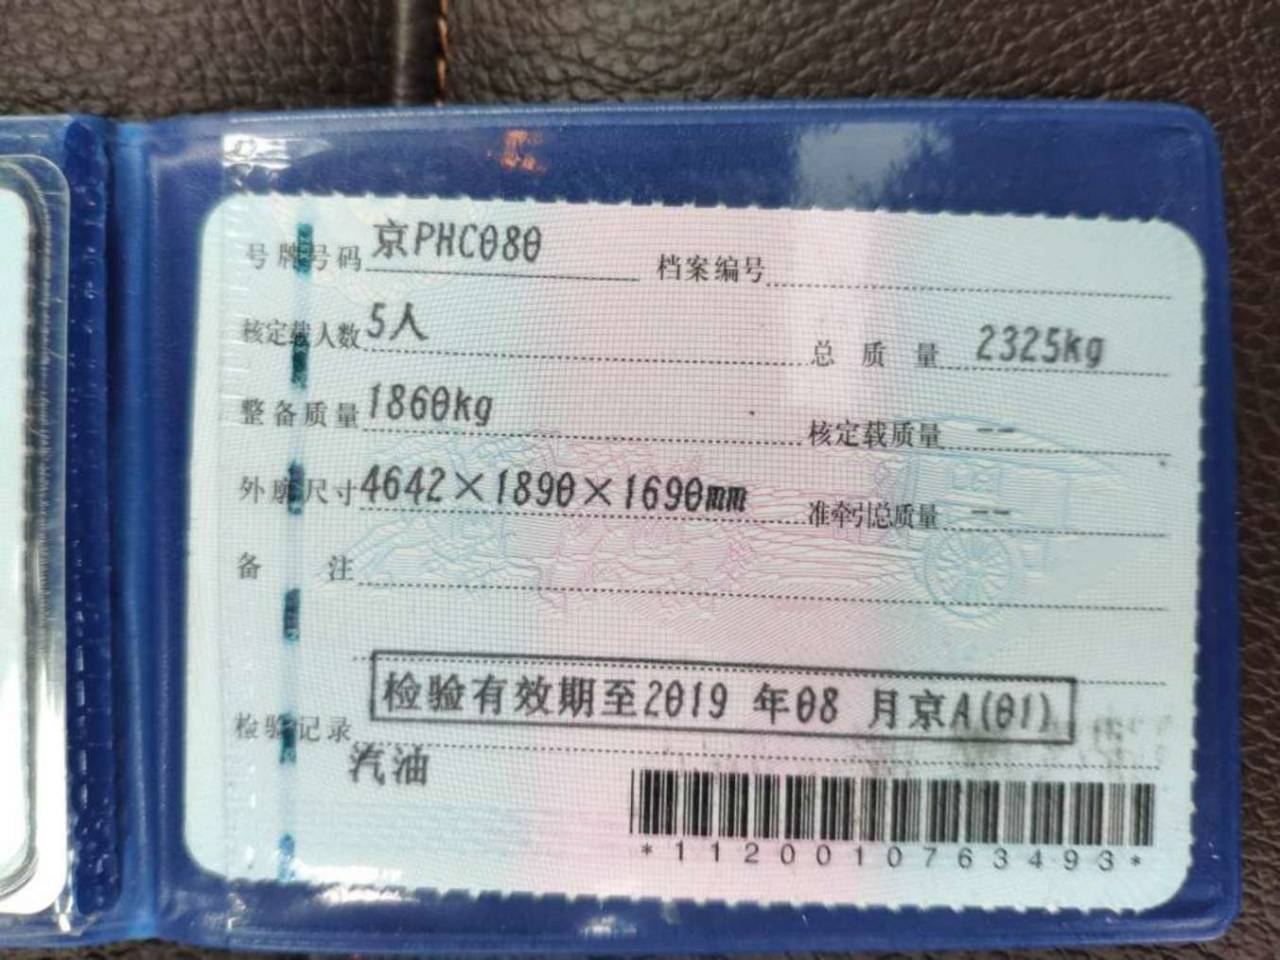 号牌号码 京PHC080 档案编号
核定载人数 5人 总质量 2325kg
整备质量 1860kg 核定载质量 --
外廓尺寸 4642×1890×1690mm 准牵引总质量 --
备注
检验有效期至2019 年08 月京A(01)
检验记录
汽油
*1120010763493*